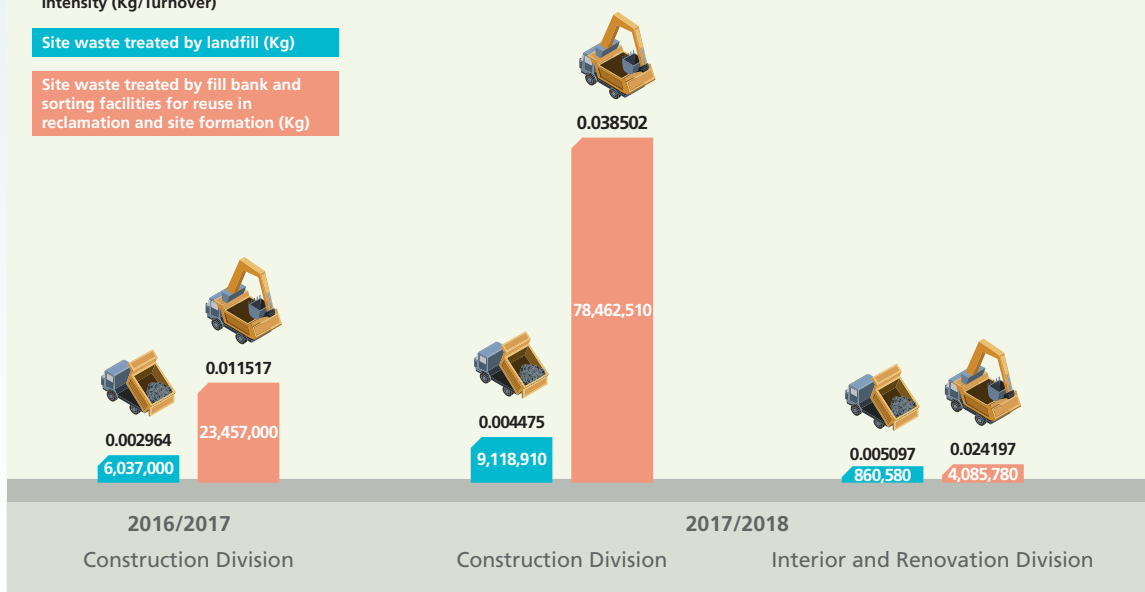 Intensity (Kg/Turnover)
Site waste treated by landfill (Kg)
Site waste treated by fill bank and
sorting facilities for reuse in
reclamation and site formation (Kg)
0.002964
6,037,000
0.011517
23,457,000
0.004475
9,118,910
0.038502
78,462,510
0.005097
860,580
0.024197
4,085,780
2016/2017
2017/2018
Construction Division
Construction Division
Interior and Renovation Division